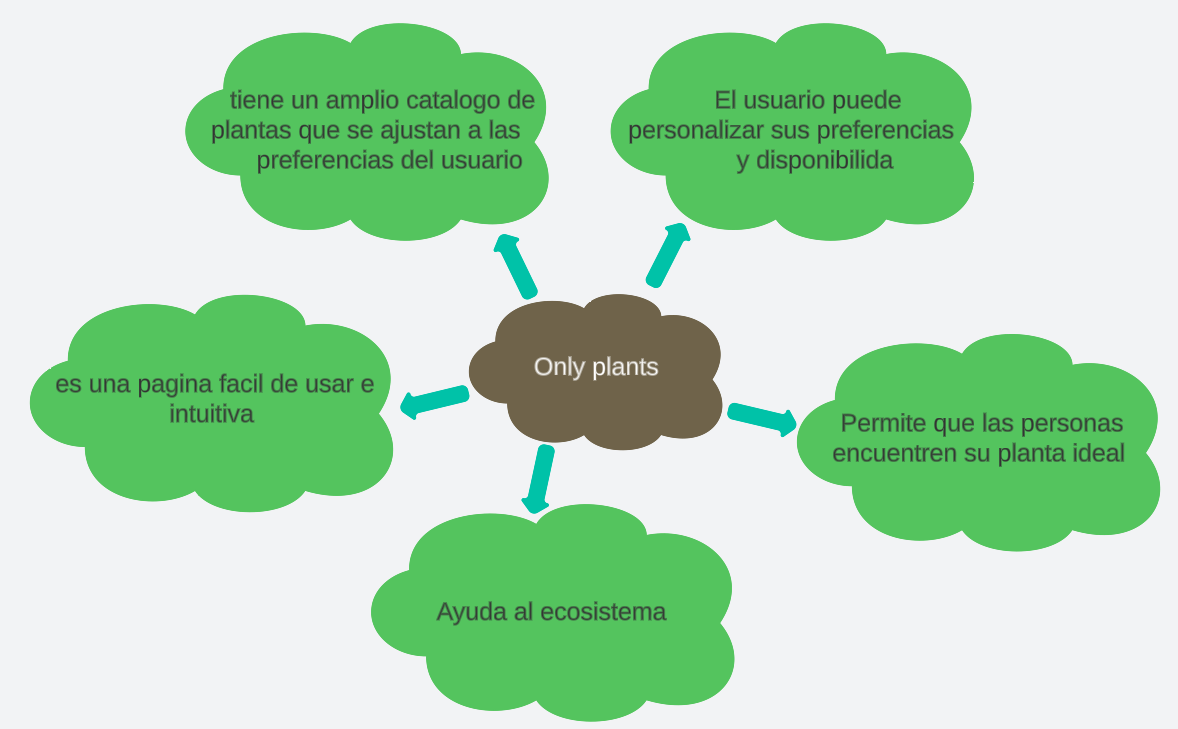 tiene un amplio catalogo de
plantas que se ajustan a las
preferencias del usuario
El usuario puede
personalizar sus preferencias
y disponibilida
Only plants
es una pagina facil de usar e
intuitiva
Permite que las personas
encuentren su planta ideal
Ayuda al ecosistema